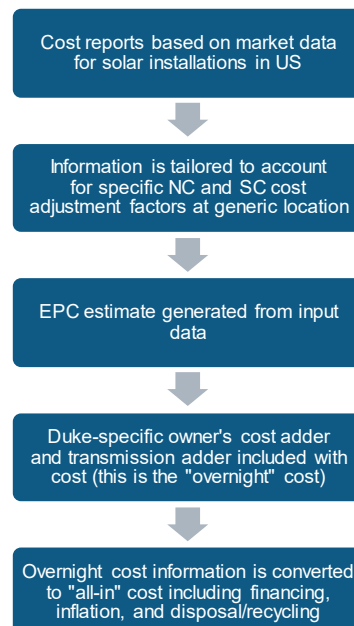 Cost reports based on market data
for solar installations in US
Information is tailored to account
for specific NC and SC cost
adjustment factors at generic location
EPC estimate generated from input
data
Duke-specific owner's cost adder
and transmission adder included with
cost (this is the "overnight" cost)
Overnight cost information is converted
to "all-in" cost including financing,
inflation, and disposal/recycling